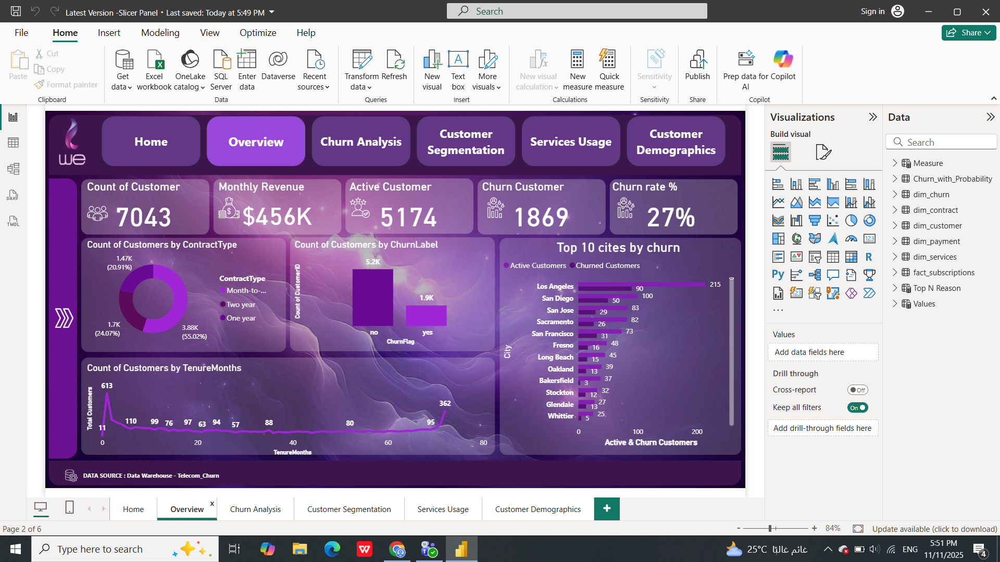 Latest Version -Slicer Panel • Last saved: Today at 5:49 PM
Search
Sign in
File
Home
Insert
Modeling
View
Optimize
Help
Share
Paste
Cut
Copy
Format painter
Clipboard
Get data
Excel workbook
OneLake catalog
SQL Server
Enter data
Dataverse
Recent sources
Data
Transform data
Refresh
Queries
New visual
Text box
More visuals
Insert
New visual calculation
New measure
Quick measure
Calculations
Sensitivity
Sensitivity
Publish
Share
Prep data for AI
Copilot
Copilot
we
Home
Overview
Churn Analysis
Customer Segmentation
Services Usage
Customer Demographics
Count of Customer
7043
Monthly Revenue
$456K
Active Customer
5174
Churn Customer
1869
Churn rate %
27%
Count of Customers by ContractType
1.47K
(20.91%)
1.7K
(24.07%)
3.88K
(55.02%)
ContractType
Month-to-...
Two year
One year
Count of Customers by ChurnLabel
Count of CustomerID
5.2K
1.9K
no
yes
ChurnFlag
Top 10 cites by churn
Active Customers
Churned Customers
City
Los Angeles 215 90
San Diego 100 50
San Jose 83 29
Sacramento 82 26
San Francisco 73 31
Fresno 48 16
Long Beach 45 15
Oakland 39 13
Bakersfield 37 3
Stockton 32 12
Glendale 27 13
Whittier 25 5
0 100 200
Active & Churn Customers
Count of Customers by TenureMonths
Total Customers
613
11
110
99
76
97
63
94
57
88
80
95
362
0 20 40 60 80
TenureMonths
DATA SOURCE : Data Warehouse - Telecom_Churn
Visualizations
Build visual
Values
Add data fields here
Drill through
Cross-report
Off
Keep all filters
On
Add drill-through fields here
Data
Search
Measure
Churn_with_Probability
dim_churn
dim_contract
dim_customer
dim_payment
dim_services
fact_subscriptions
Top N Reason
Values
DAX
TMDL
Home
Overview
x
Churn Analysis
Customer Segmentation
Services Usage
Customer Demographics
+
Page 2 of 6
- + 84%
Update available (click to download)
Type here to search
25°C غائم غالبًا
ENG
5:51 PM
11/11/2025
4